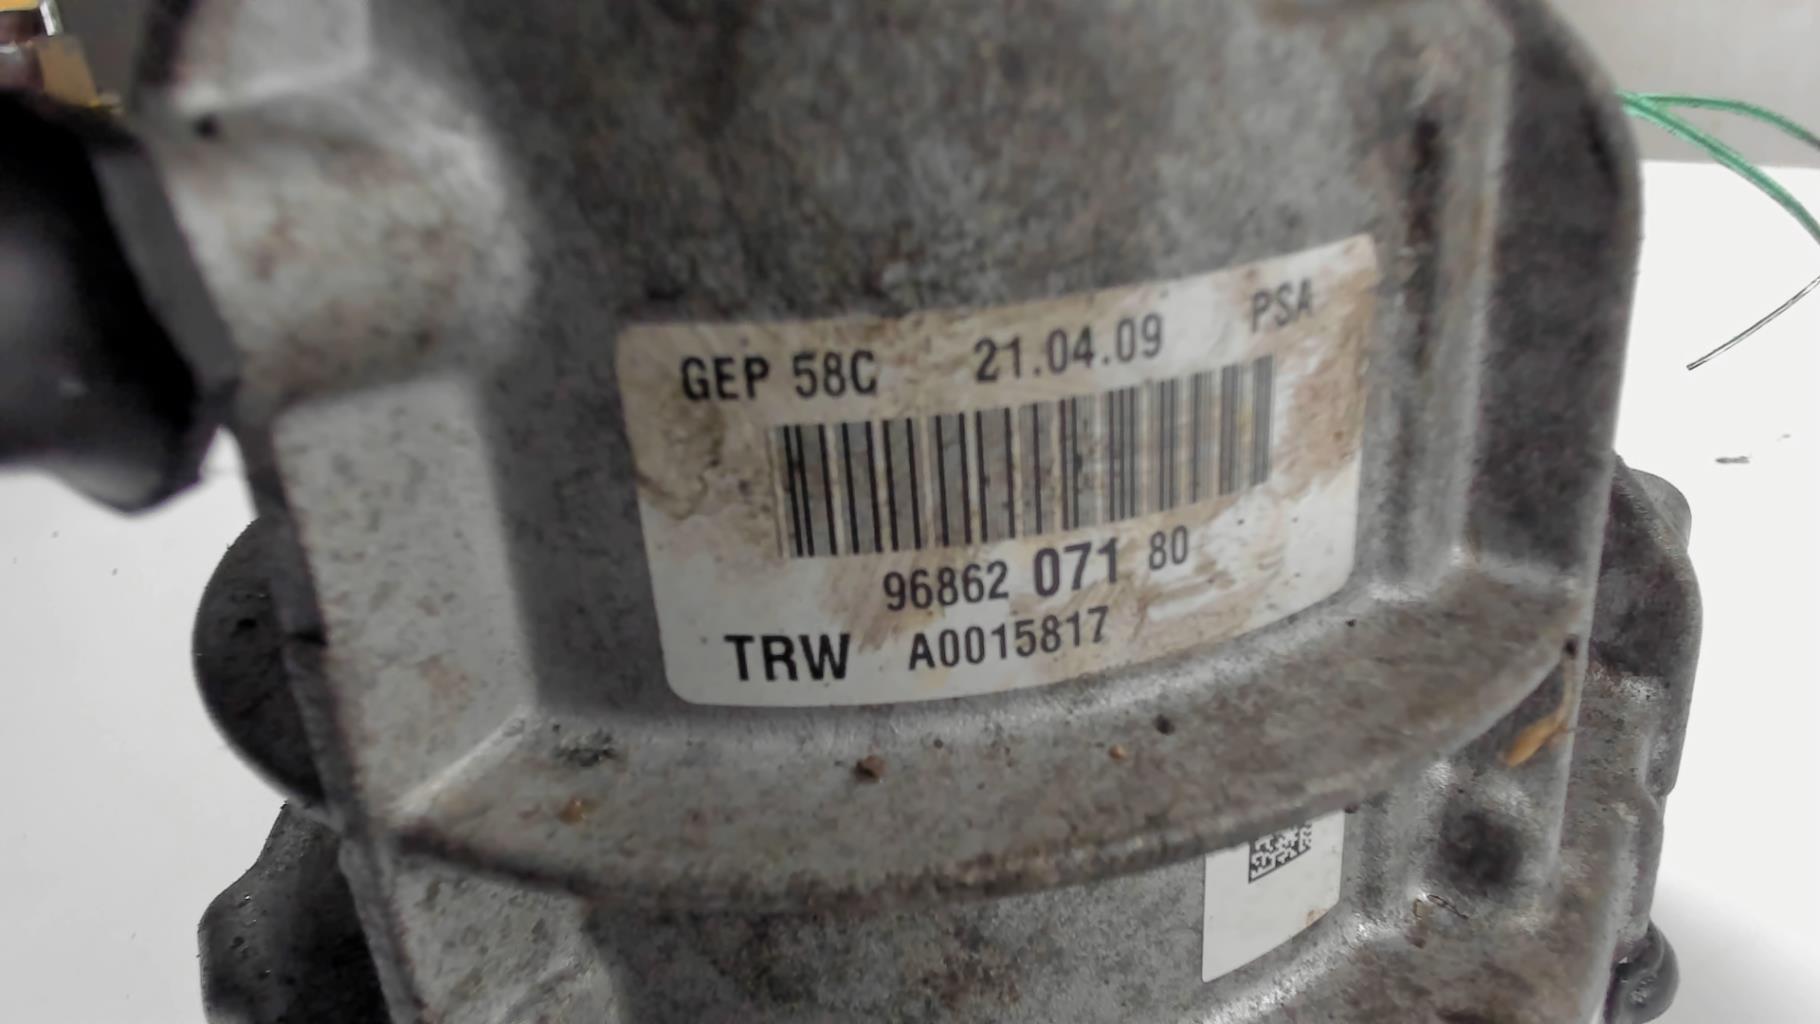 GEP 58C 21.04.09 PSA
96862 071 80
TRW A0015817